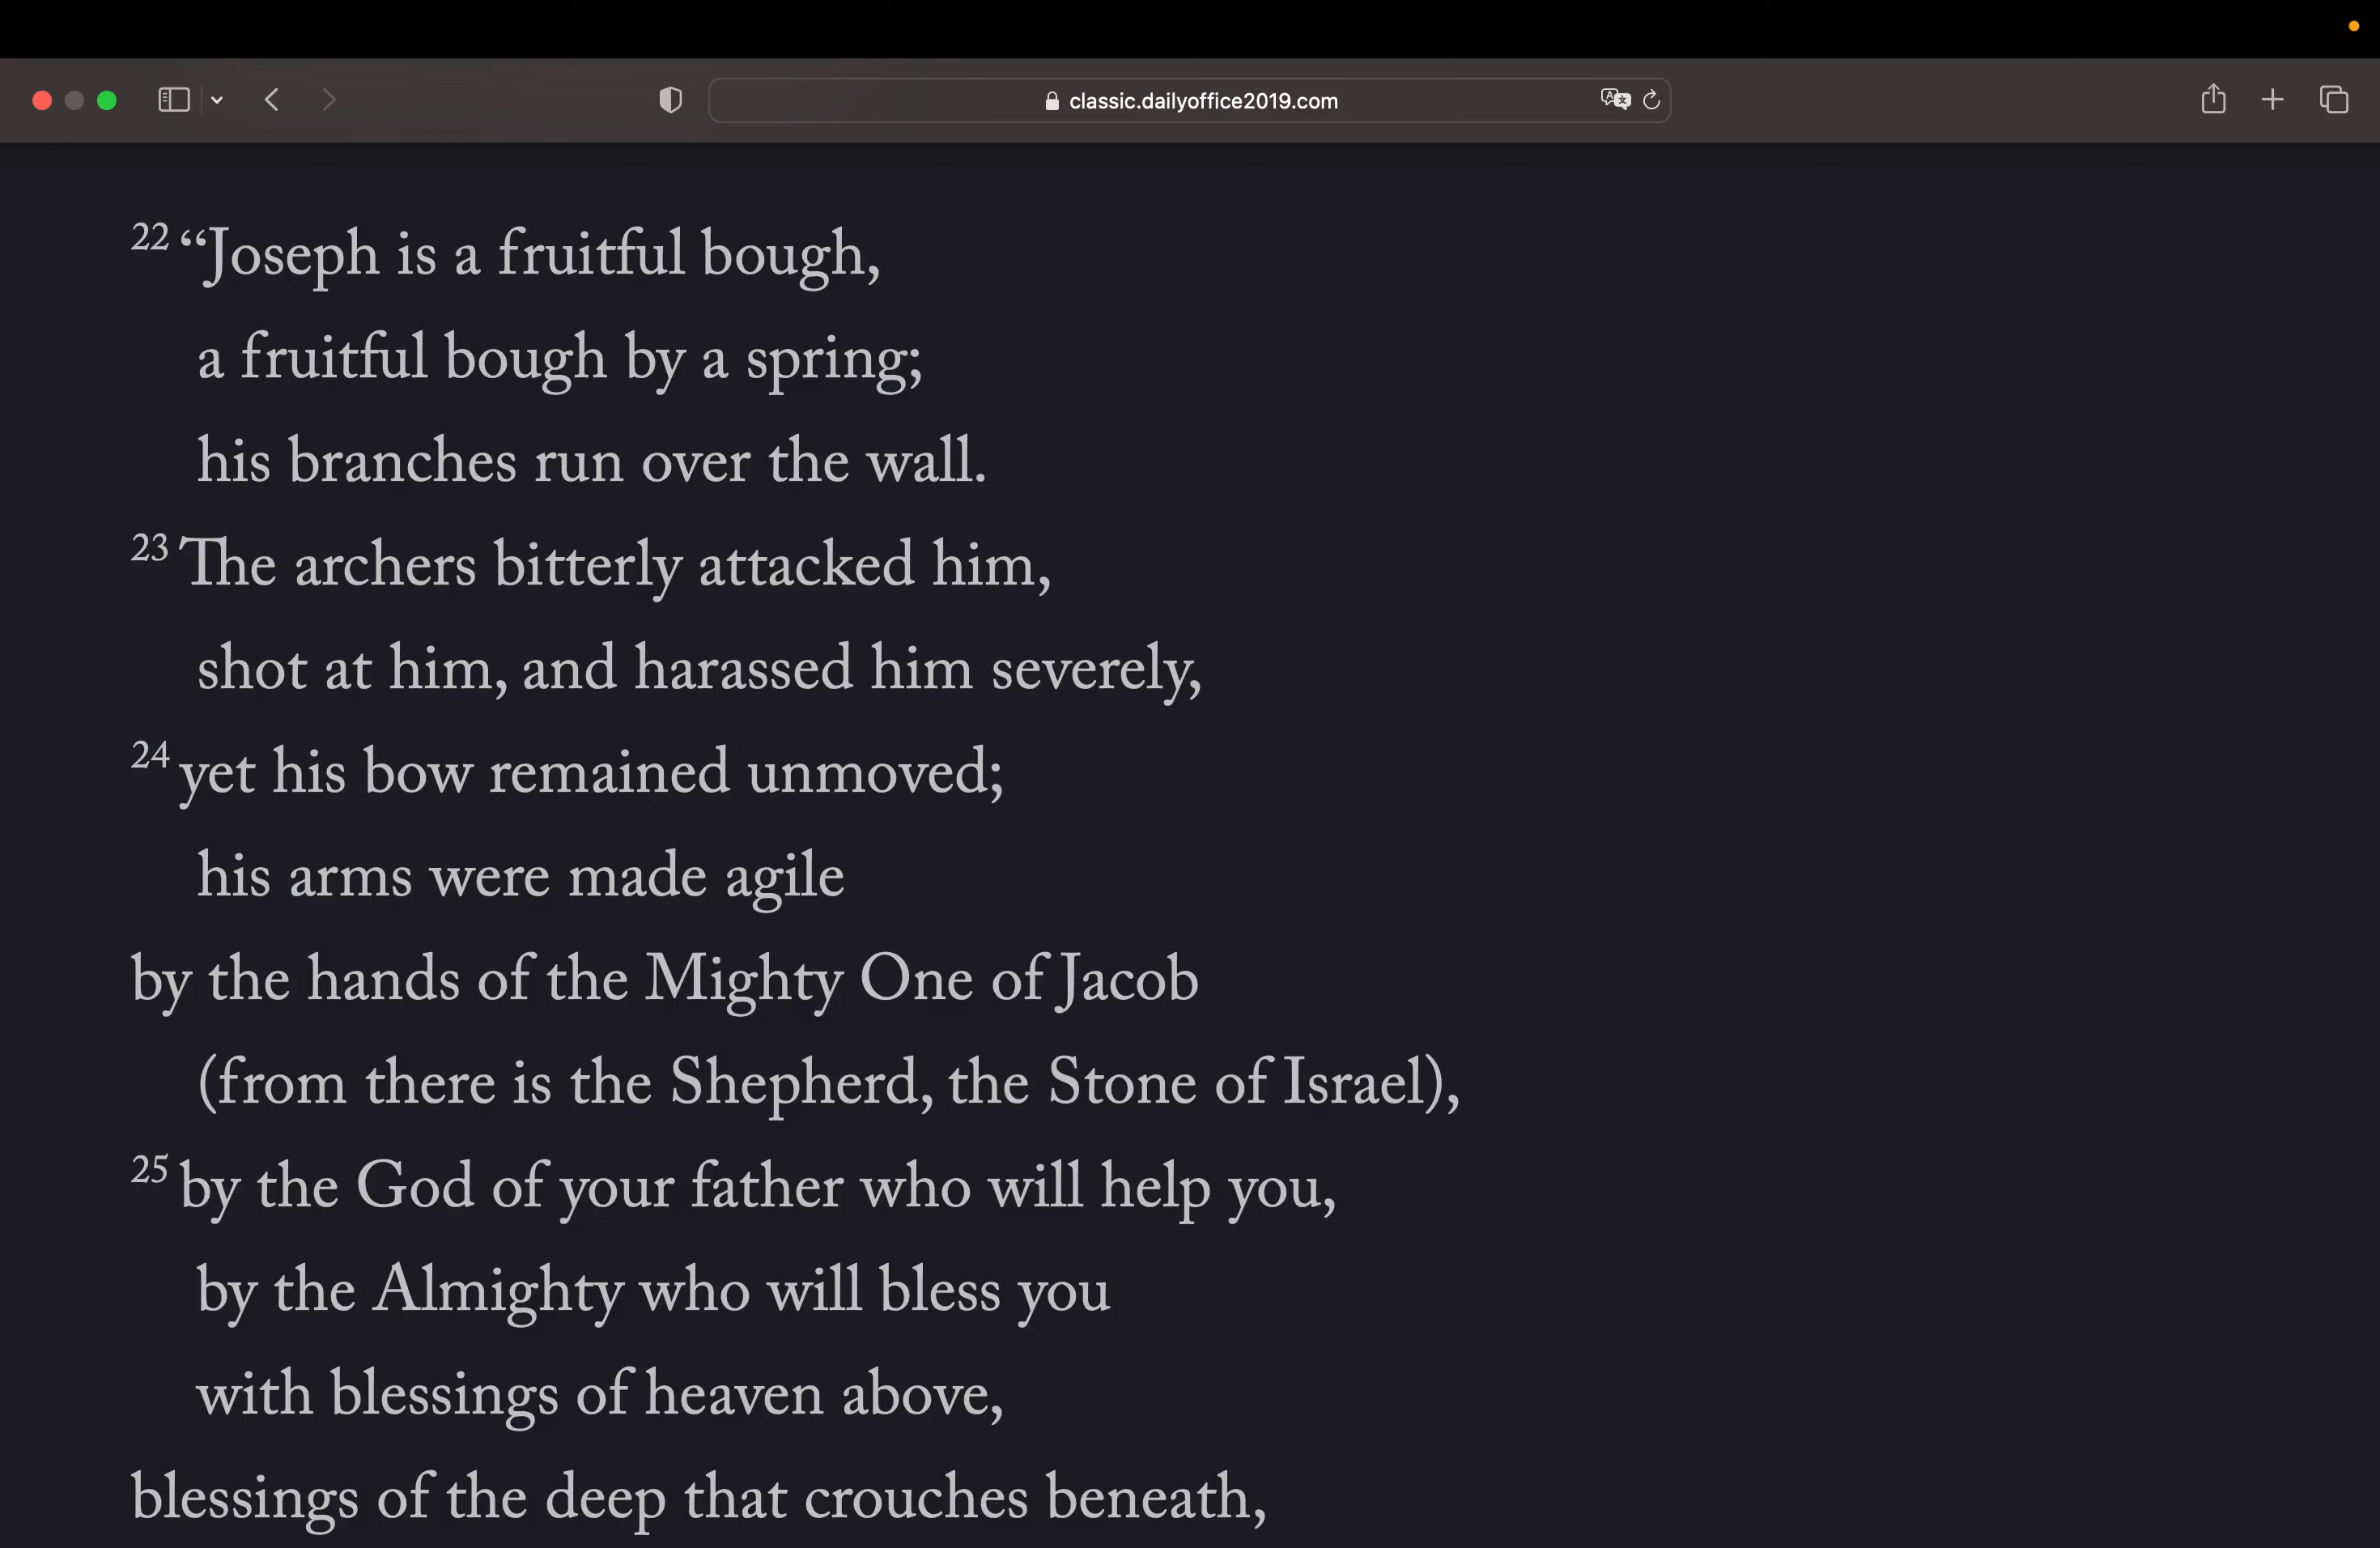 classic.dailyoffice2019.com
22 “Joseph is a fruitful bough,
a fruitful bough by a spring;
his branches run over the wall.
23 The archers bitterly attacked him,
shot at him, and harassed him severely,
24 yet his bow remained unmoved;
his arms were made agile
by the hands of the Mighty One of Jacob
(from there is the Shepherd, the Stone of Israel),
25 by the God of your father who will help you,
by the Almighty who will bless you
with blessings of heaven above,
blessings of the deep that crouches beneath,